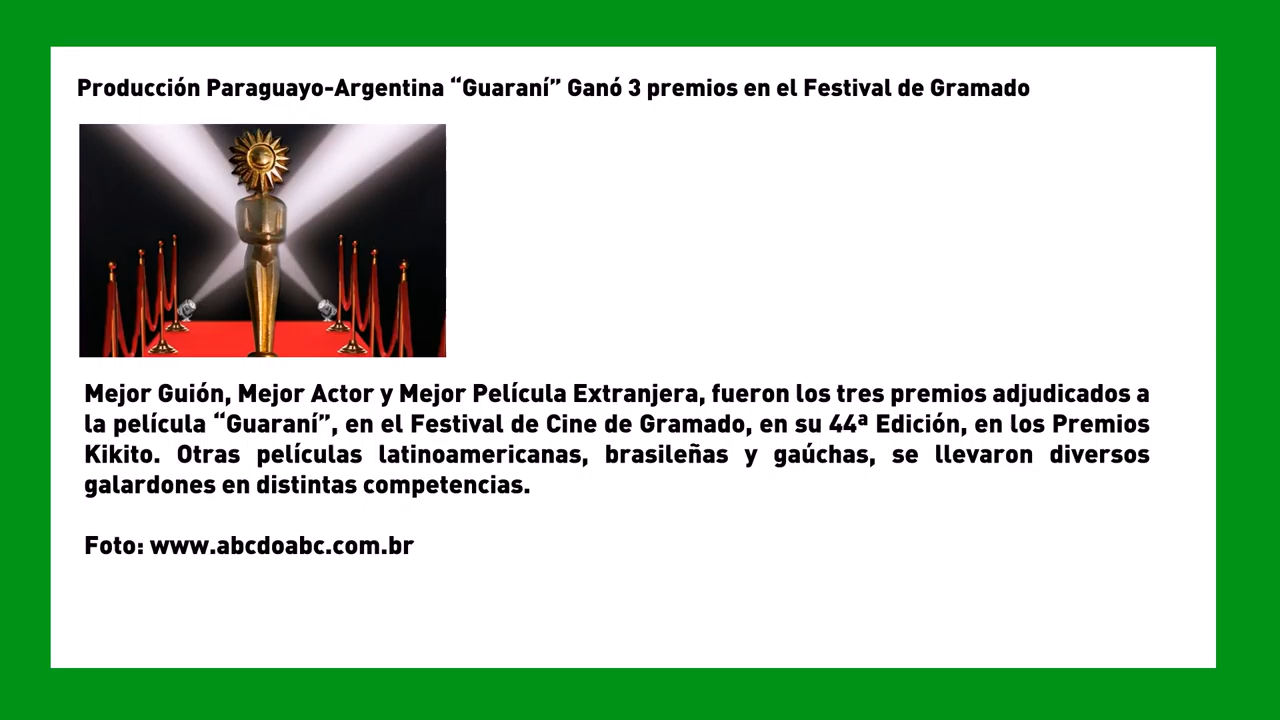 Producción Paraguayo-Argentina “Guaraní” Ganó 3 premios en el Festival de Gramado
Mejor Guión, Mejor Actor y Mejor Película Extranjera, fueron los tres premios adjudicados a
la película “Guaraní”, en el Festival de Cine de Gramado, en su 44ª Edición, en los Premios
Kikito. Otras películas latinoamericanas, brasileñas y gaúchas, se llevaron diversos
galardones en distintas competencias.
Foto: www.abcdoabc.com.br